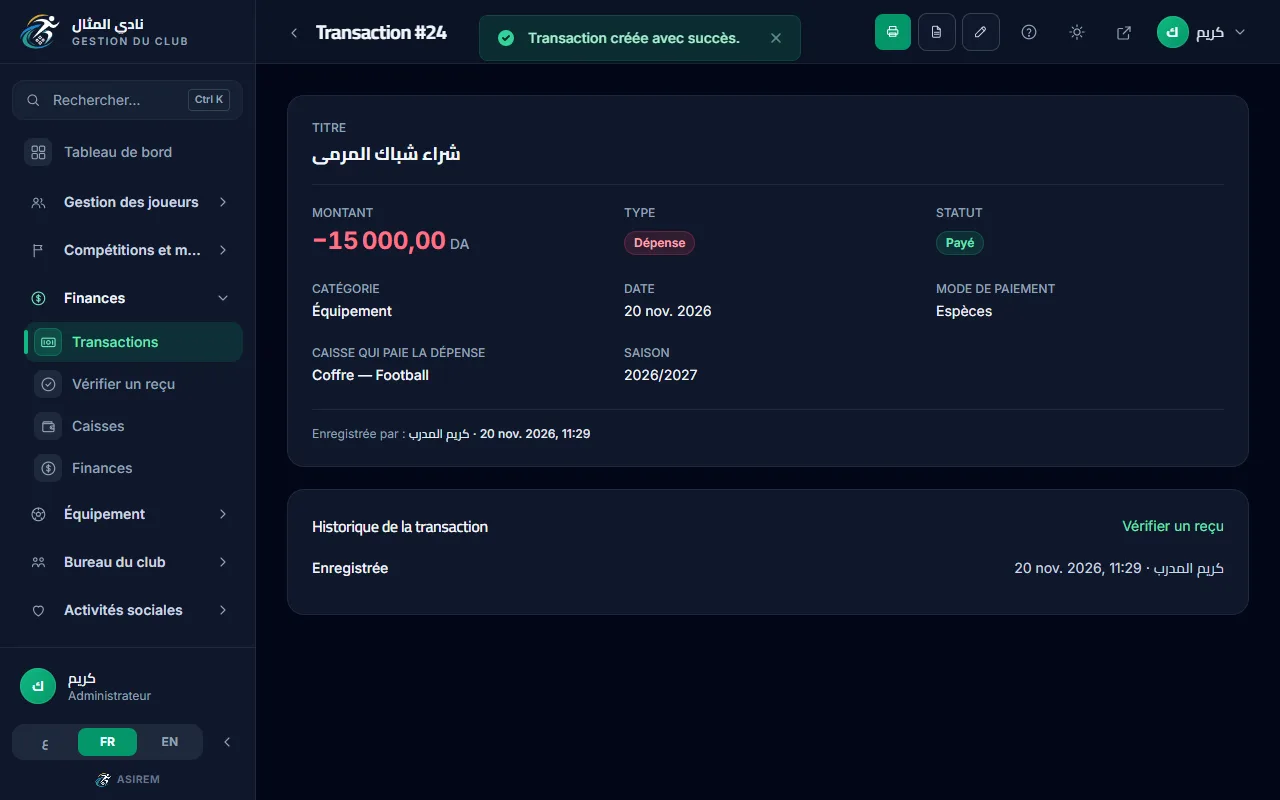 نادي المثال
GESTION DU CLUB
Rechercher...
Ctrl K
Tableau de bord
Gestion des joueurs
Compétitions et m...
Finances
Transactions
Vérifier un reçu
Caisses
Finances
Équipement
Bureau du club
Activités sociales
ك
كريم
Administrateur
ع
FR
EN
ASIREM
Transaction #24
Transaction créée avec succès.
ك
كريم
TITRE
شراء شباك المرمى
MONTANT
−15 000,00 DA
TYPE
Dépense
STATUT
Payé
CATÉGORIE
Équipement
DATE
20 nov. 2026
MODE DE PAIEMENT
Espèces
CAISSE QUI PAIE LA DÉPENSE
Coffre — Football
SAISON
2026/2027
Enregistrée par : كريم المدرب · 20 nov. 2026, 11:29
Historique de la transaction
Vérifier un reçu
Enregistrée
20 nov. 2026, 11:29 · كريم المدرب